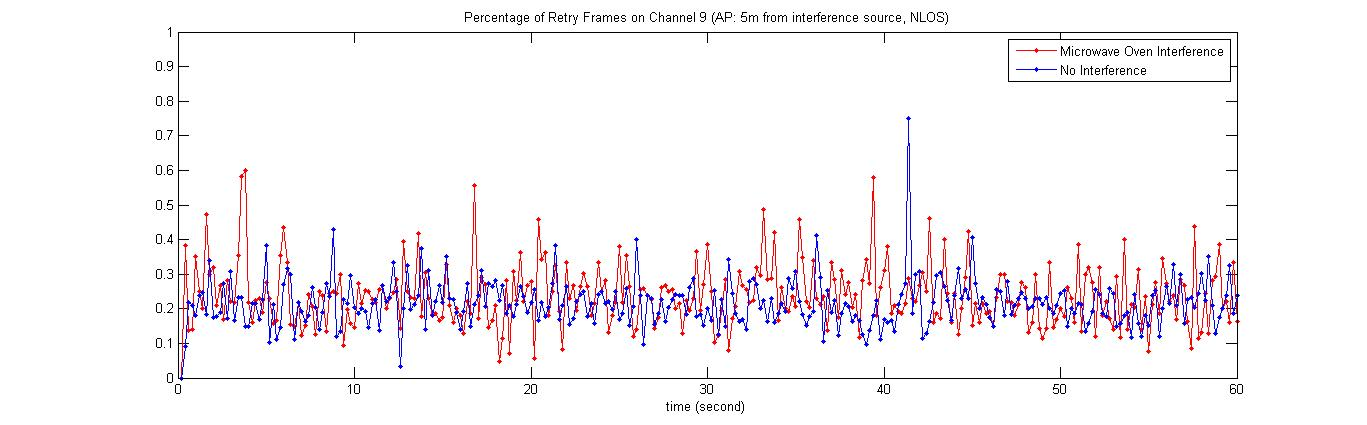 Percentage of Retry Frames on Channel 9 (AP: 5m from interference source, NLOS)
1
0.9
0.8
0.7
0.6
0.5
0.4
0.3
0.2
0.1
0
Microwave Oven Interference
No Interference
0 10 20 30 40 50 60
time (second)